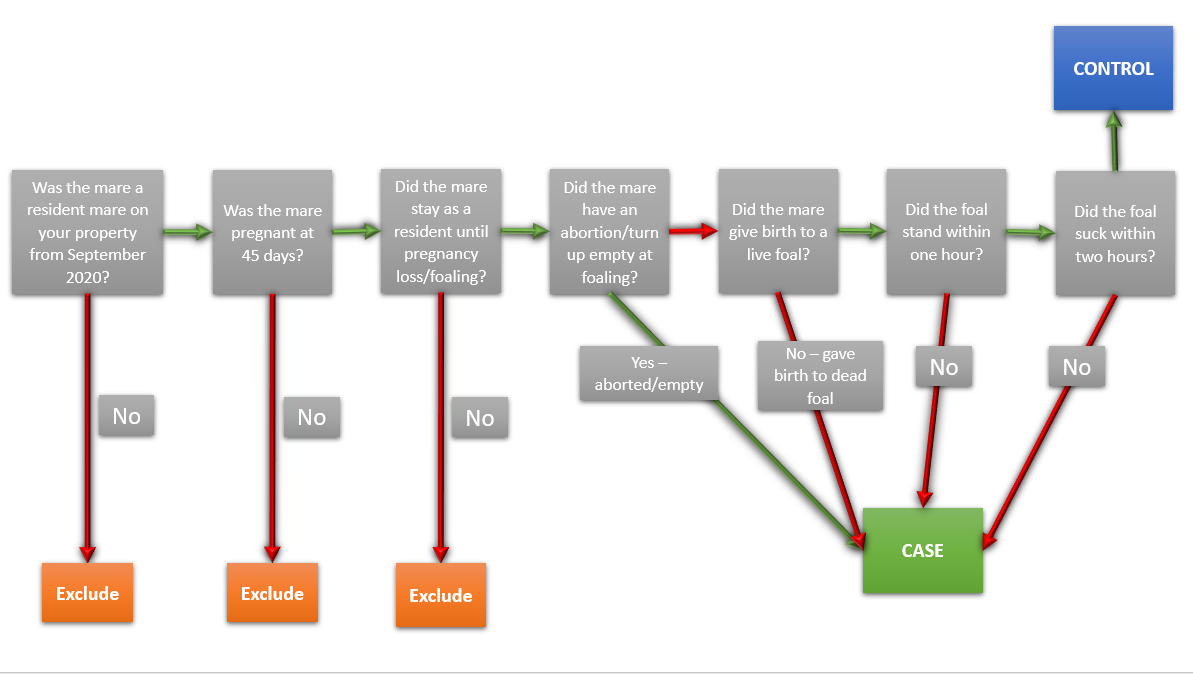 CONTROL
Was the mare a
resident mare on
your property
from September
2020?
Was the mare
pregnant at
45 days?
Did the mare
stay as a
resident until
pregnancy
loss/foaling?
Did the mare
have an
abortion/turn
up empty at
foaling?
Did the mare
give birth to a
live foal?
Did the foal
stand within
one hour?
Did the foal
suck within
two hours?
Yes –
aborted/empty
No – gave
birth to dead
foal
No
No
No
No
No
CASE
Exclude
Exclude
Exclude